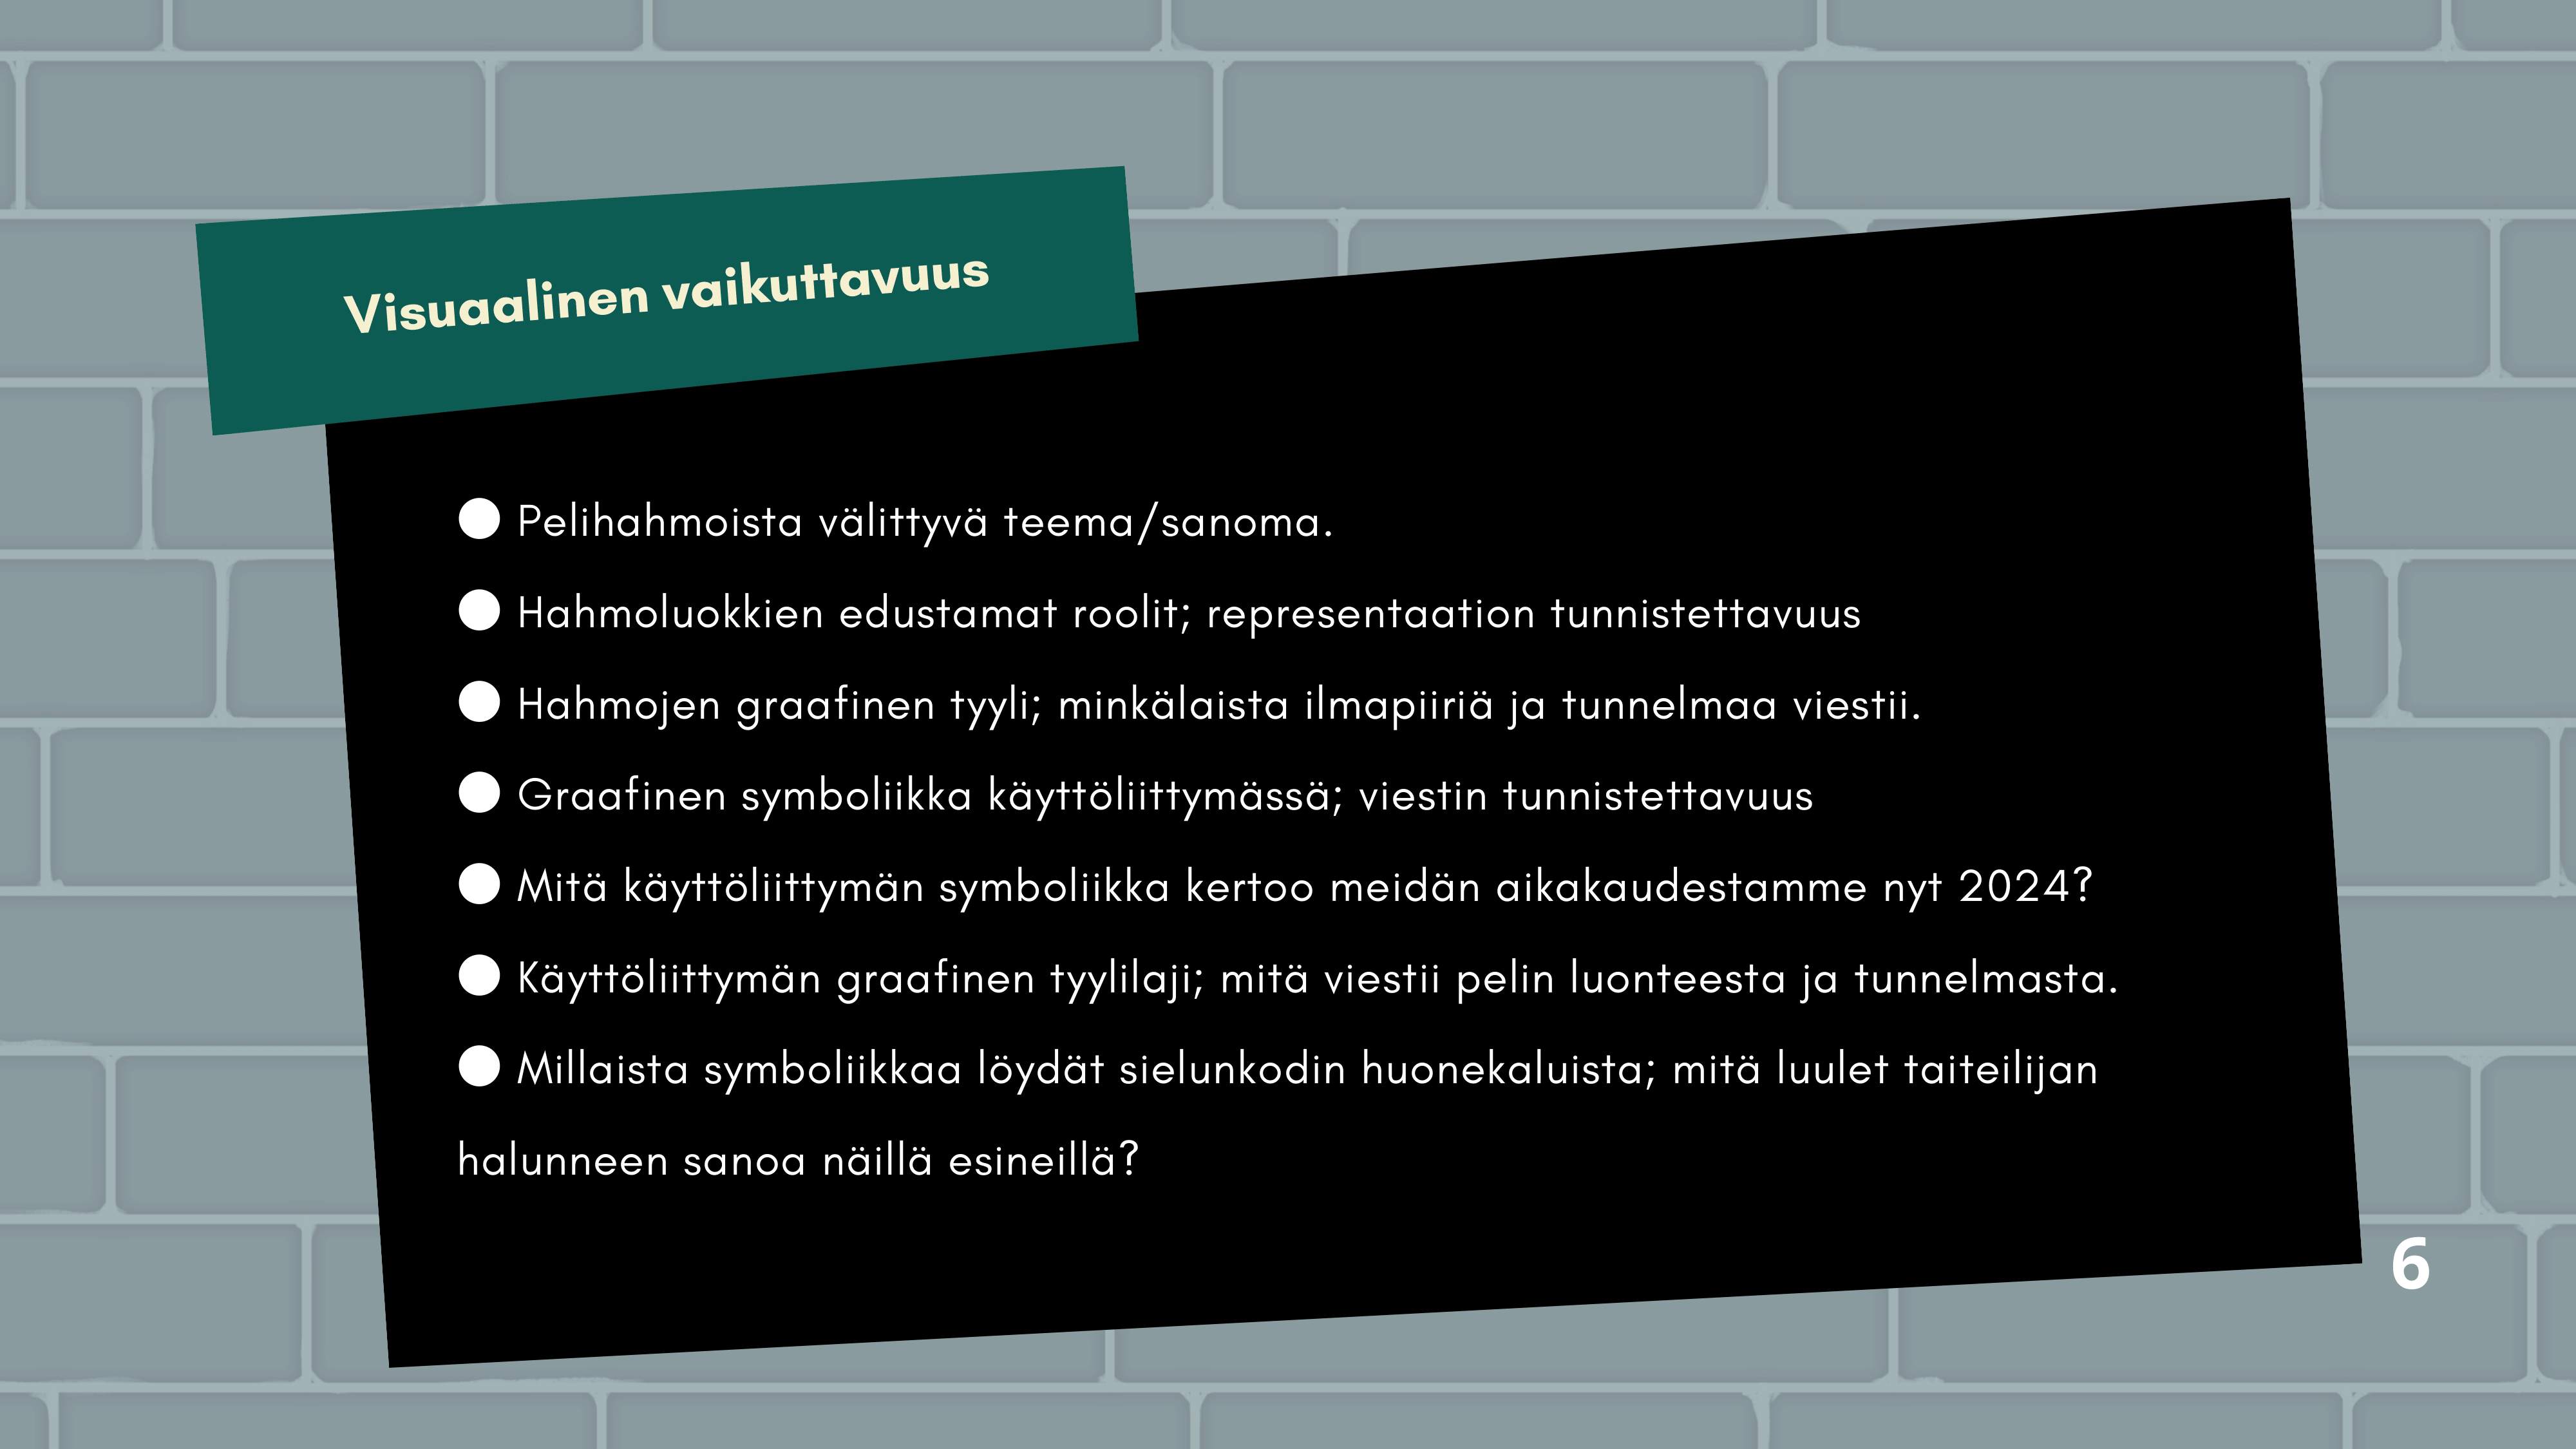 Visuaalinen vaikuttavuus
● Pelihahmoista välittyvä teema/sanoma.
● Hahmoluokkien edustamat roolit; representaation tunnistettavuus
● Hahmojen graafinen tyyli; minkälaista ilmapiiriä ja tunnelmaa viestii.
● Graafinen symboliikka käyttöliittymässä; viestin tunnistettavuus
● Mitä käyttöliittymän symboliikka kertoo meidän aikakaudestamme nyt 2024?
● Käyttöliittymän graafinen tyylilaji; mitä viestii pelin luonteesta ja tunnelmasta.
● Millaista symboliikkaa löydät sielunkodin huonekaluista; mitä luulet taiteilijan
halunneen sanoa näillä esineillä?
6